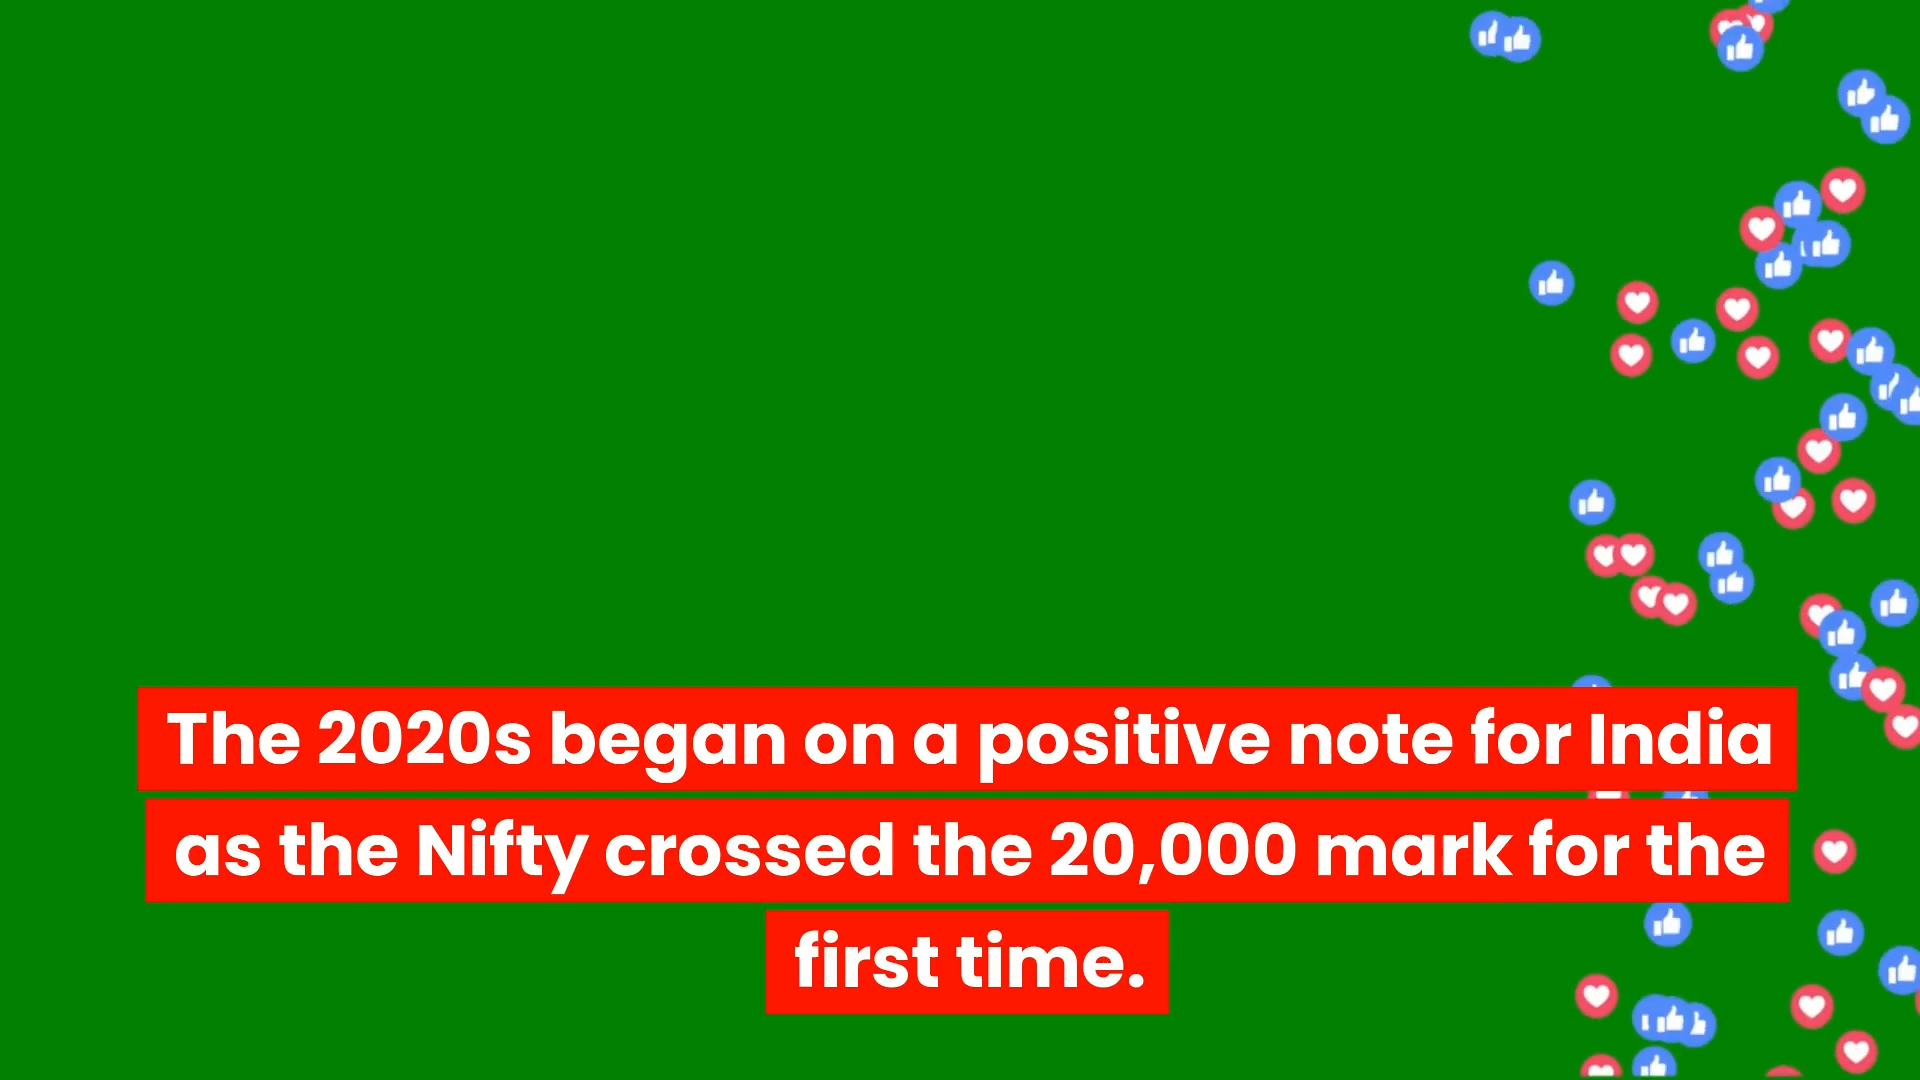 The 2020s began on a positive note for India
as the Nifty crossed the 20,000 mark for the
first time.